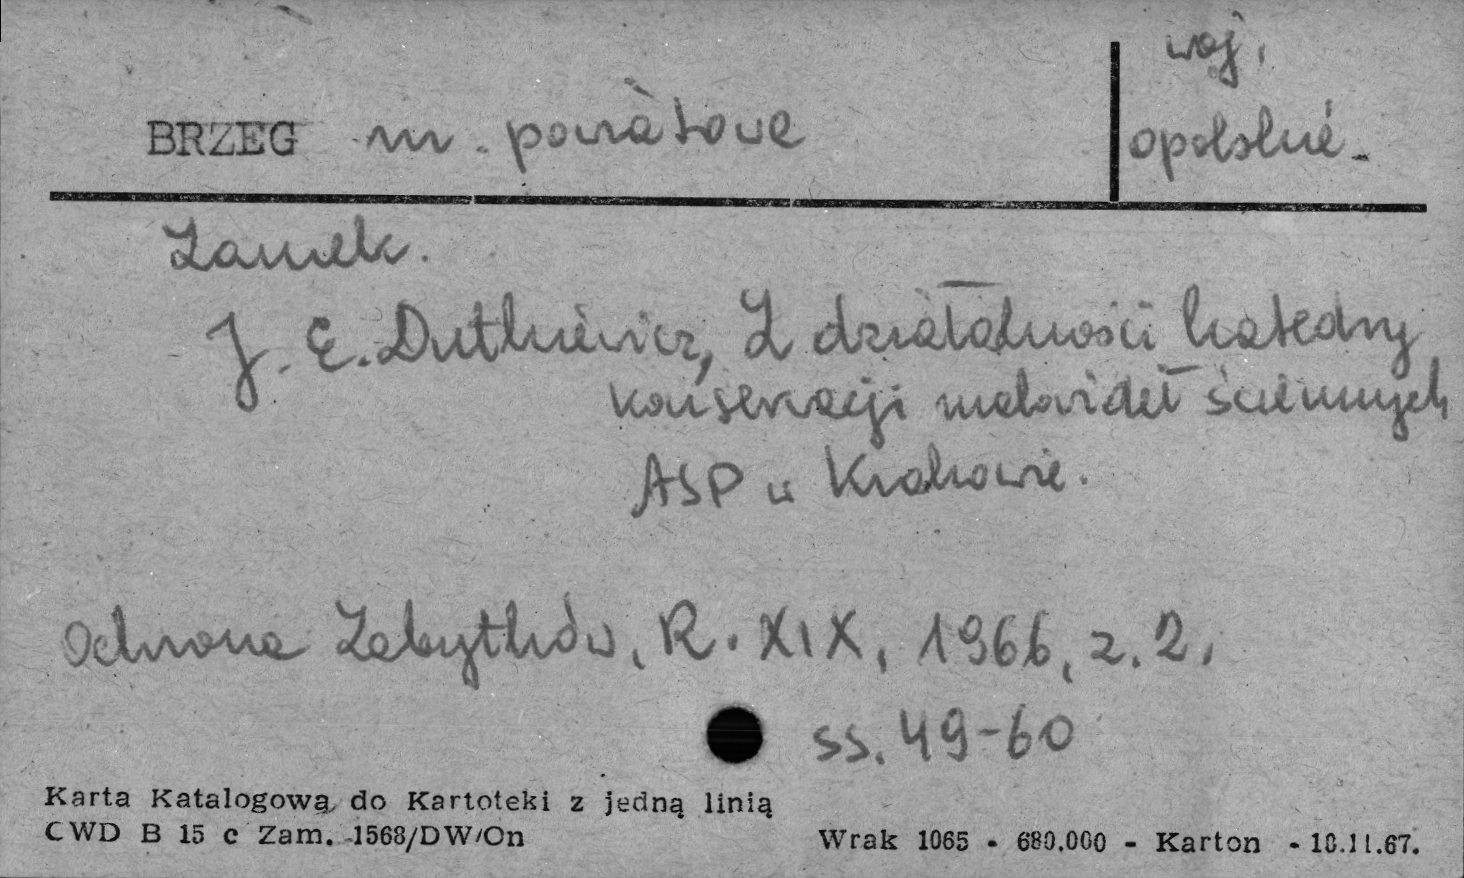 BRZEG m. powiatowe
woj.
opolskie
Zamek.
J. E. Dutkiewicz, Z działalności katedry
konserwacji malowideł ściennych
ASP w Krakowie.
Ochrona Zabytków, R. XIX, 1966, z. 2,
ss. 49-60
Karta Katalogowa do Kartoteki z jedną linią
CWD B 15 c Zam. 1568/DW/On
Wrak 1065 - 680.000 - Karton - 10.11.67.